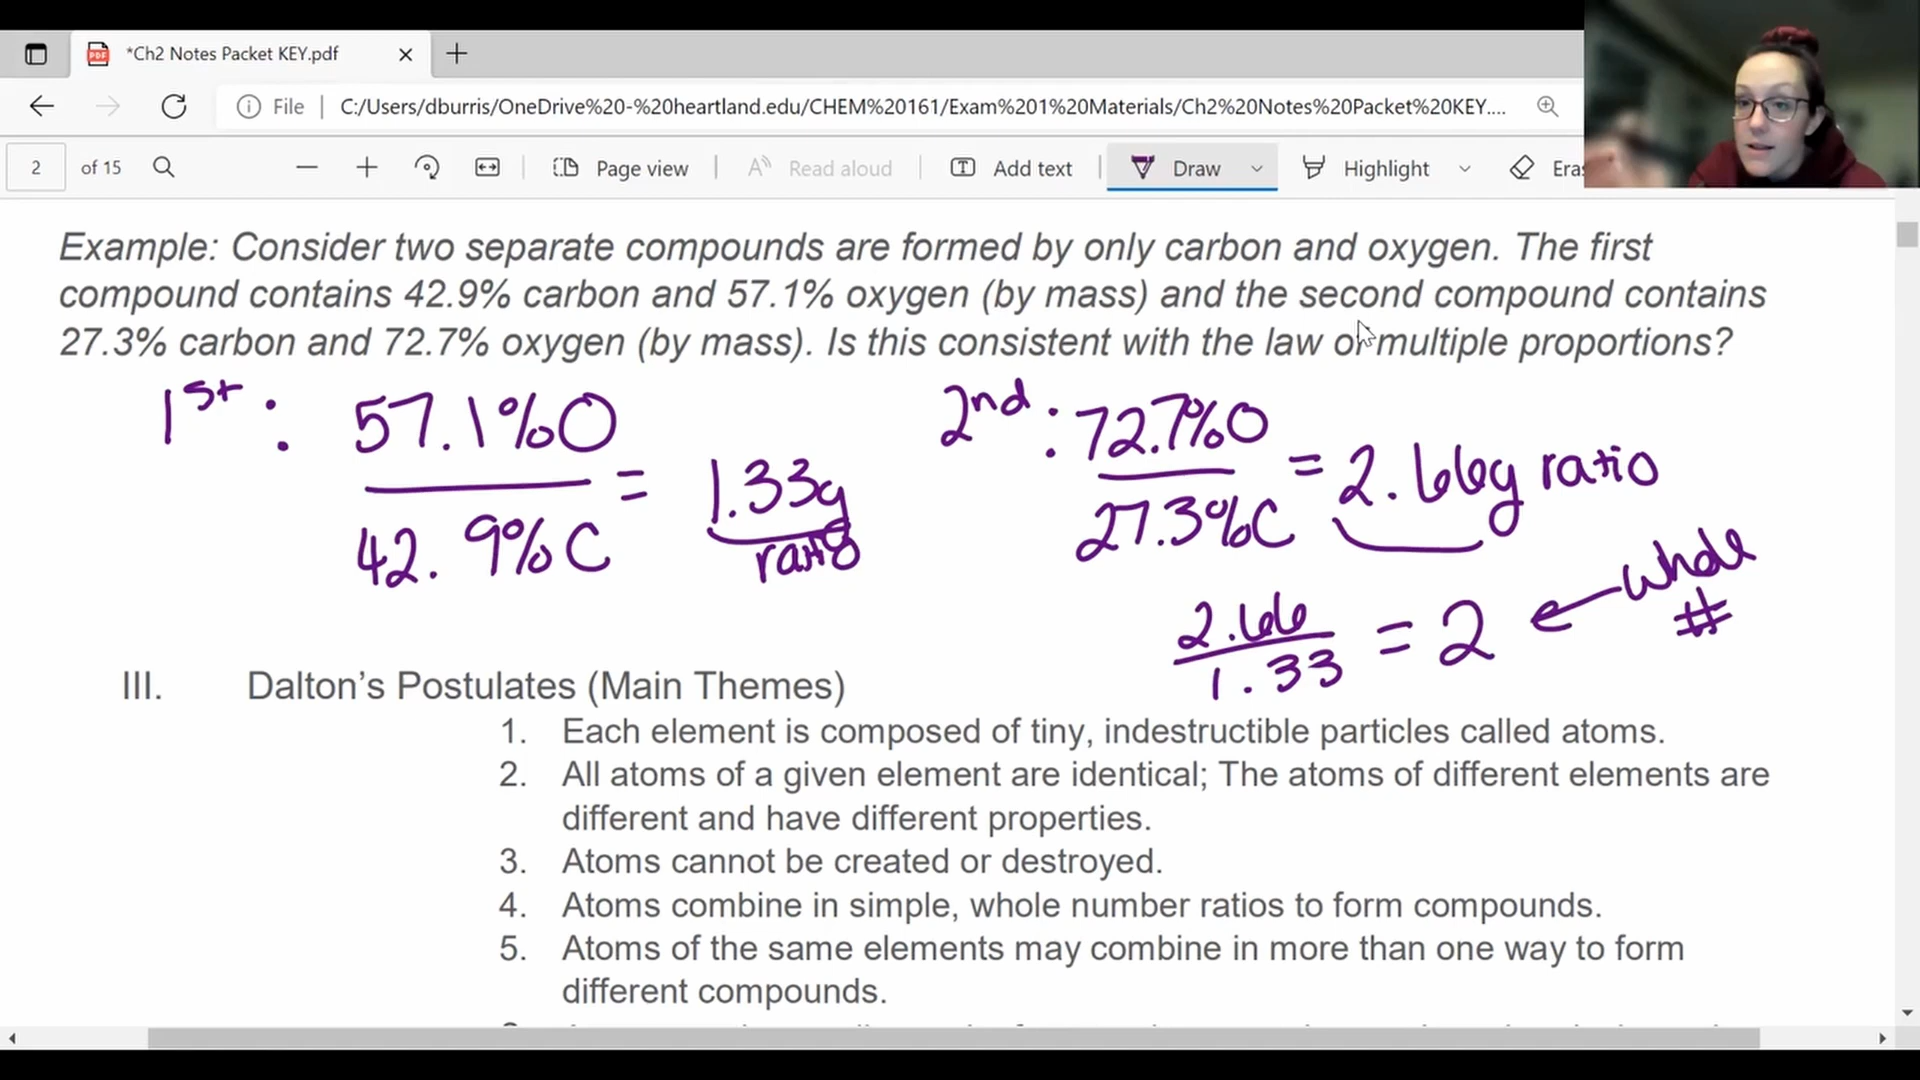 *Ch2 Notes Packet KEY.pdf
File | C:/Users/dburris/OneDrive%20-%20heartland.edu/CHEM%20161/Exam%201%20Materials/Ch2%20Notes%20Packet%20KEY....
2 of 15 Page view Read aloud Add text Draw Highlight Eras
Example: Consider two separate compounds are formed by only carbon and oxygen. The first
compound contains 42.9% carbon and 57.1% oxygen (by mass) and the second compound contains
27.3% carbon and 72.7% oxygen (by mass). Is this consistent with the law of multiple proportions?
1st : 57.1%O
42.9%C
= 1.33g
ratio
2nd : 72.7%O
27.3%C
= 2.66g ratio
2.66
1.33
= 2 ← whole
#
III. Dalton’s Postulates (Main Themes)
1. Each element is composed of tiny, indestructible particles called atoms.
2. All atoms of a given element are identical; The atoms of different elements are
different and have different properties.
3. Atoms cannot be created or destroyed.
4. Atoms combine in simple, whole number ratios to form compounds.
5. Atoms of the same elements may combine in more than one way to form
different compounds.